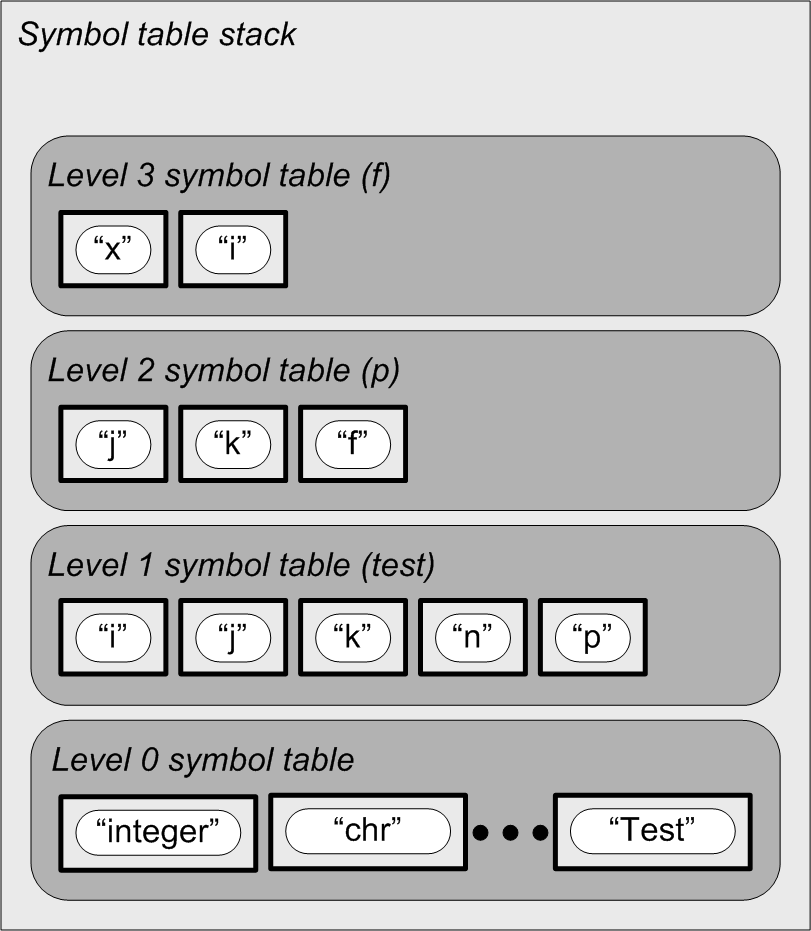 Symbol table stack
Level 3 symbol table (f)
“x” “i”
Level 2 symbol table (p)
“j” “k” “f”
Level 1 symbol table (test)
“i” “j” “k” “n” “p”
Level 0 symbol table
“integer” “chr” “Test”